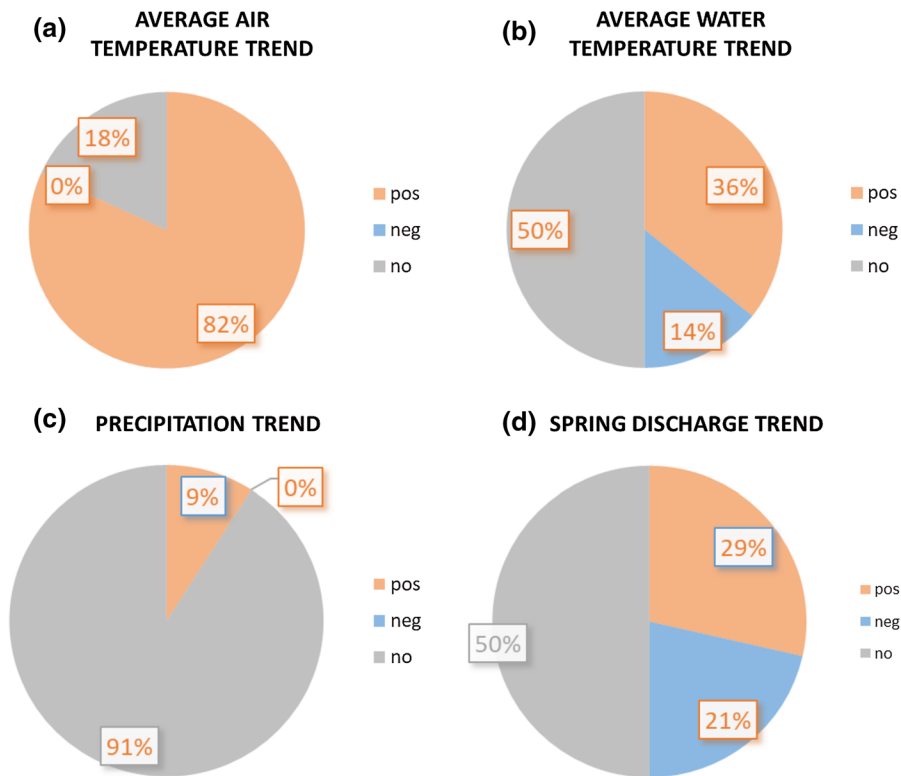 (a)
AVERAGE AIR
TEMPERATURE TREND
18%
0%
82%
pos
neg
no
(b)
AVERAGE WATER
TEMPERATURE TREND
36%
50%
14%
pos
neg
no
(c)
PRECIPITATION TREND
9%
0%
91%
pos
neg
no
(d)
SPRING DISCHARGE TREND
29%
50%
21%
pos
neg
no